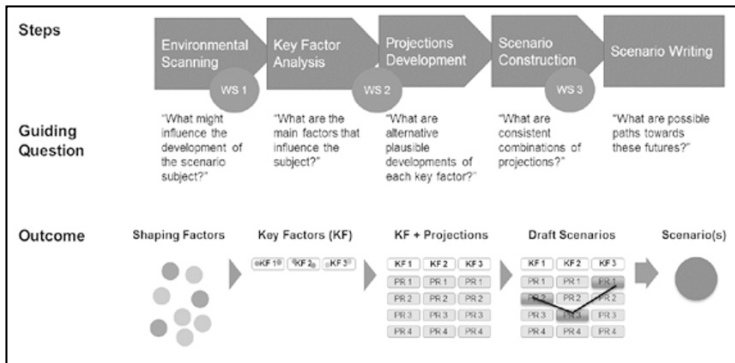 Steps
Environmental
Scanning
Key Factor
Analysis
Projections
Development
Scenario
Construction
Scenario Writing
WS 1
WS 2
WS 3
Guiding
Question
"What might
influence the
development of
the scenario
subject?"
"What are the
main factors that
influence the
subject?"
"What are
alternative
plausible
developments of
each key factor?"
"What are
consistent
combinations of
projections?"
"What are possible
paths towards
these futures?"
Outcome
Shaping Factors
Key Factors (KF)
KF + Projections
Draft Scenarios
Scenario(s)
KF 1 KF 2 KF 3
KF 1 KF 2 KF 3
PR 1 PR 1 PR 1
PR 2 PR 2 PR 2
PR 3 PR 3 PR 3
PR 4 PR 4 PR 4
KF 1 KF 2 KF 3
PR 1 PR 1 PR 1
PR 2 PR 2 PR 2
PR 3 PR 3 PR 3
PR 4 PR 4 PR 4